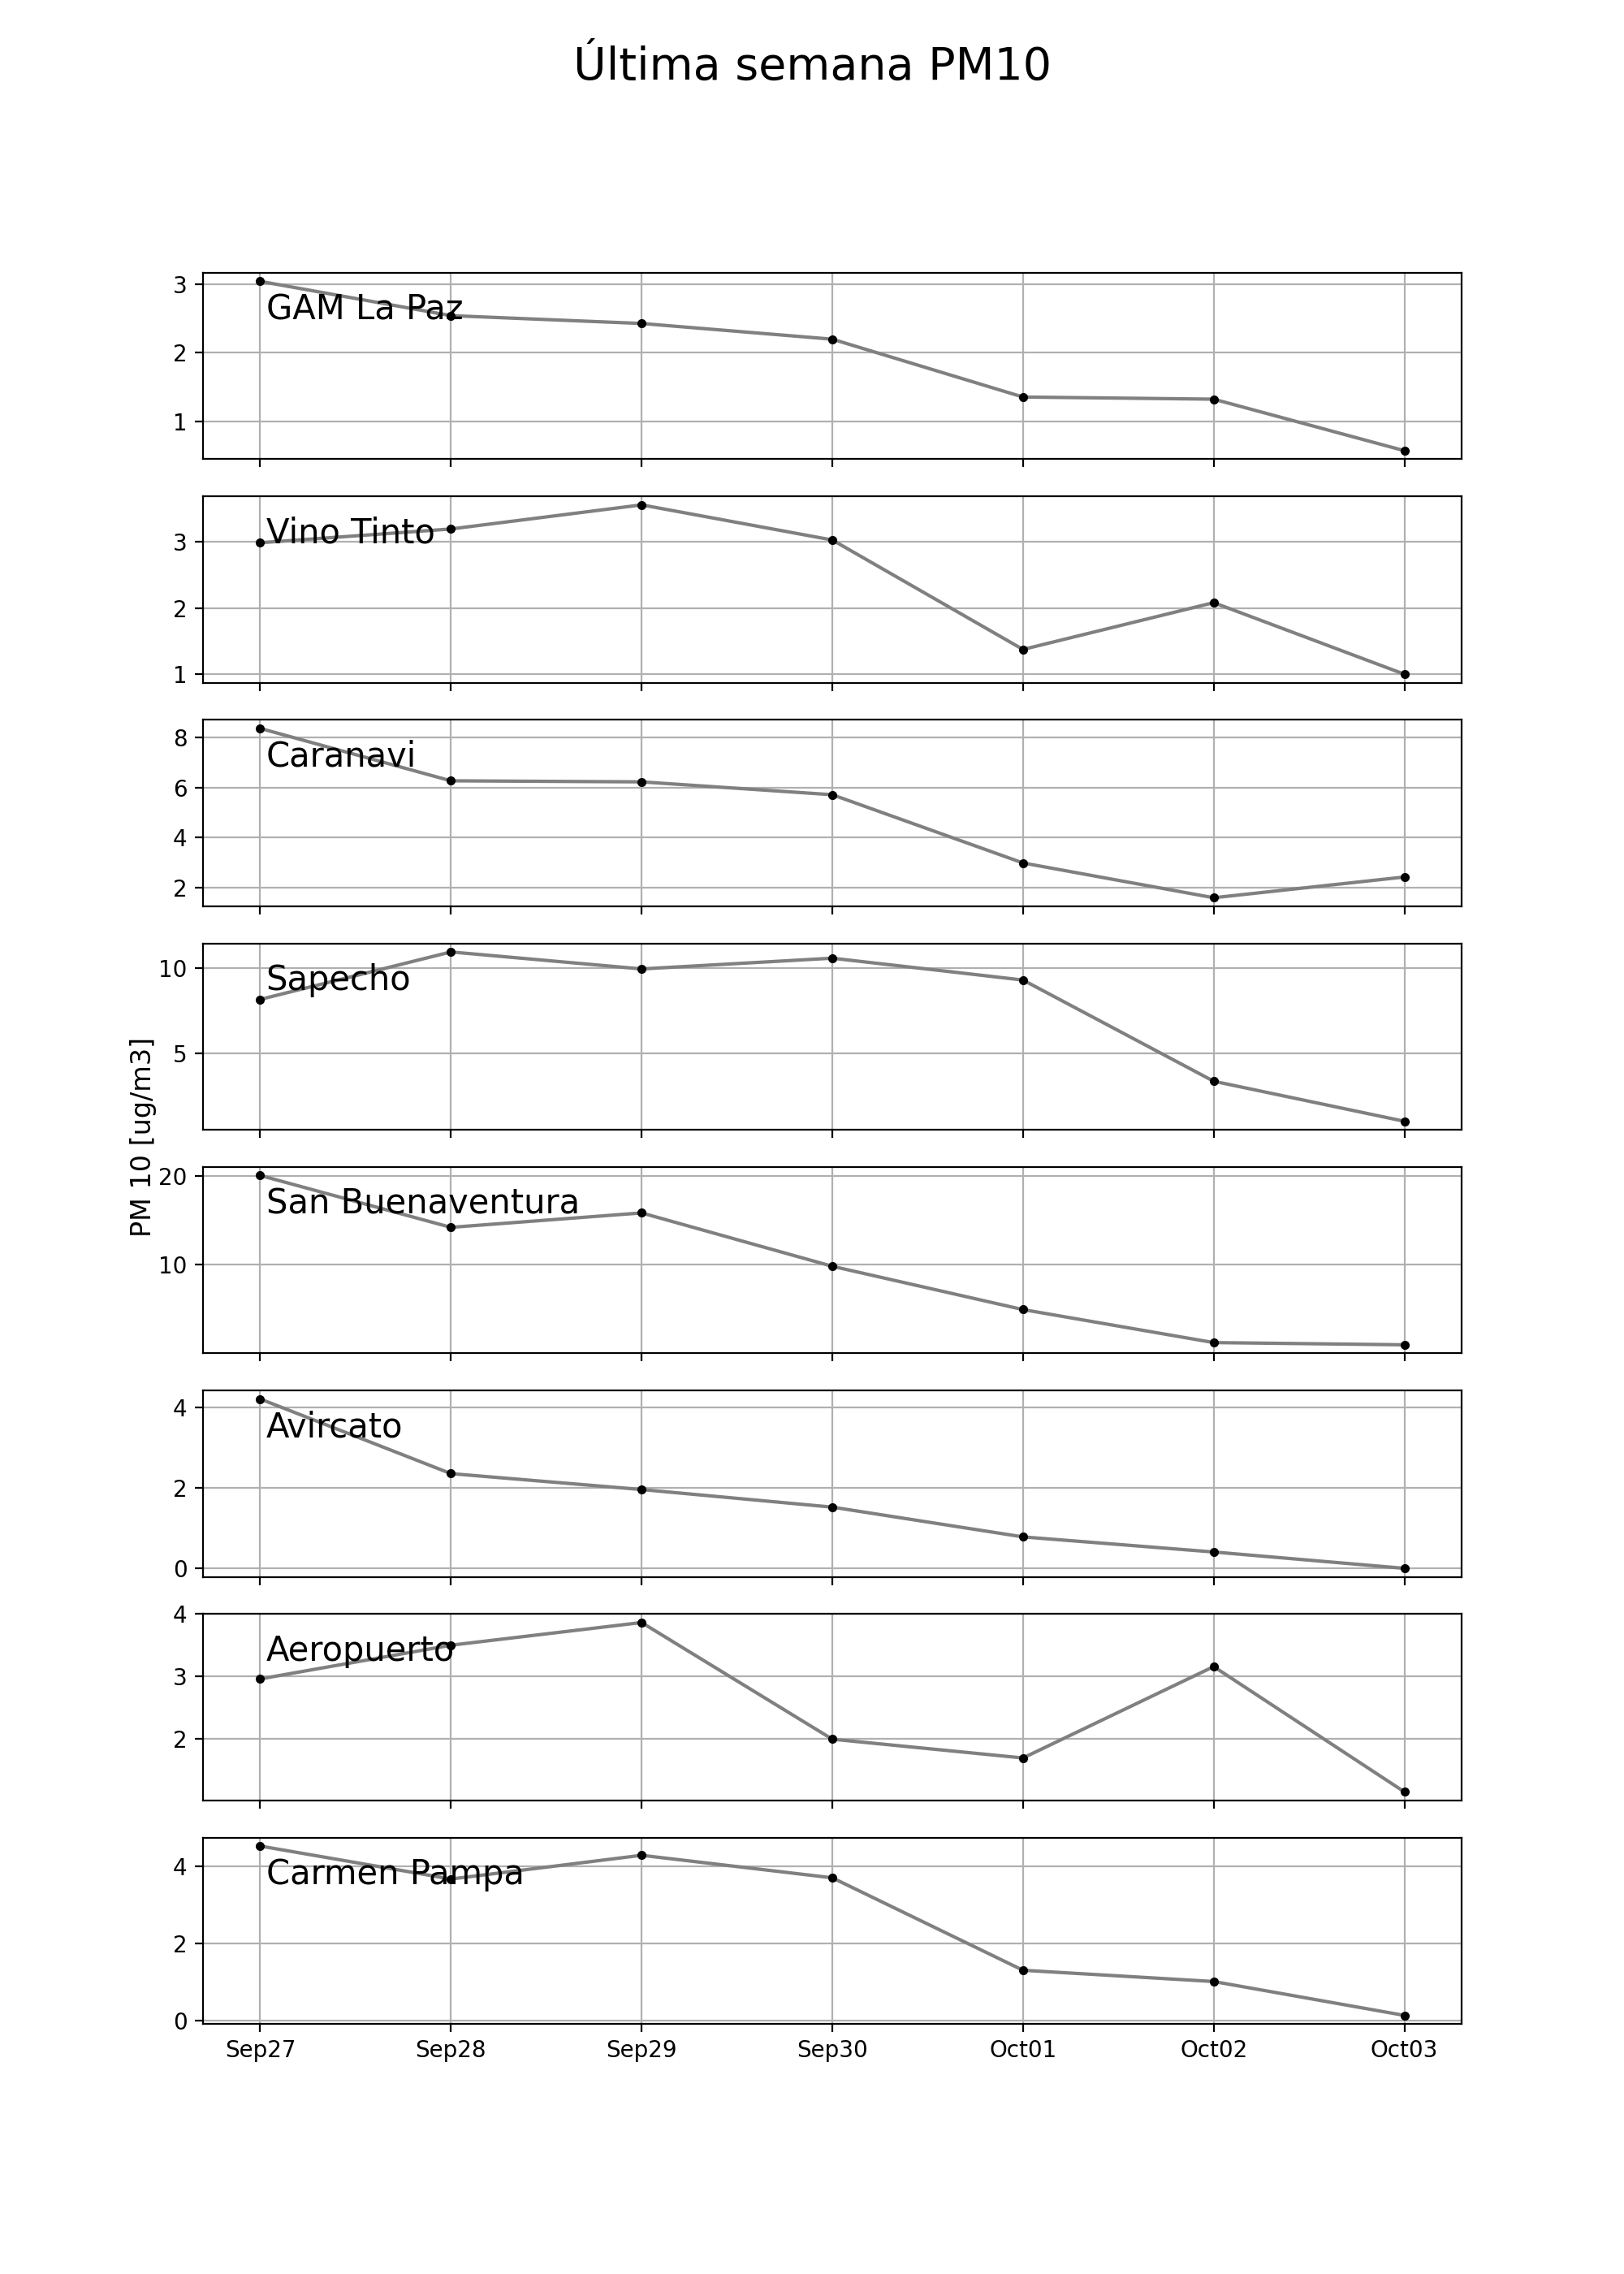 Última semana PM10
3
2
1
GAM La Paz
3
2
1
Vino Tinto
8
6
4
2
Caranavi
10
5
Sapecho
PM 10 [ug/m3]
20
10
San Buenaventura
4
2
0
Avircato
4
3
2
Aeropuerto
4
2
0
Carmen Pampa
Sep27 Sep28 Sep29 Sep30 Oct01 Oct02 Oct03